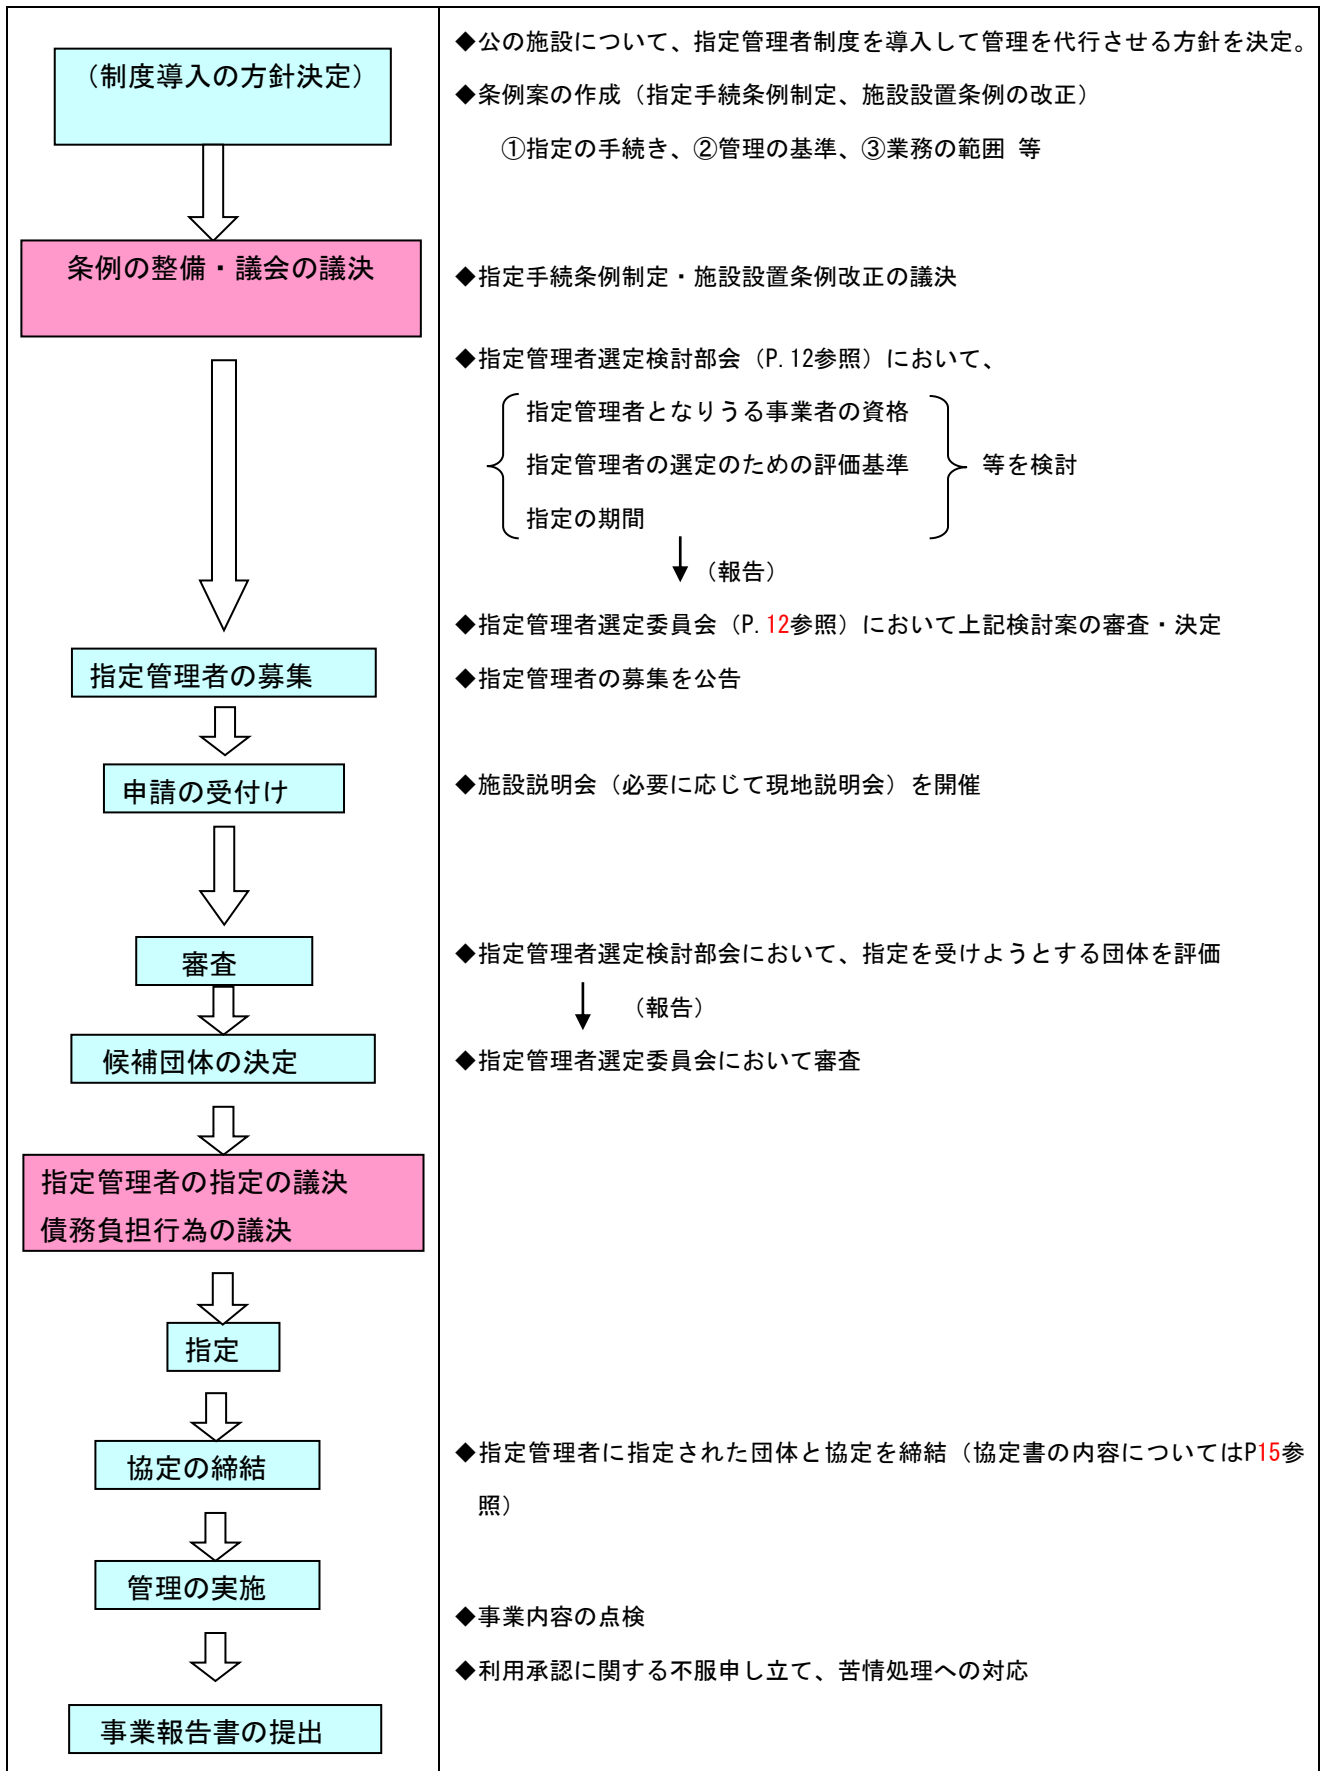 （制度導入の方針決定）
◆公の施設について、指定管理者制度を導入して管理を代行させる方針を決定。
◆条例案の作成（指定手続条例制定、施設設置条例の改正）
①指定の手続き、②管理の基準、③業務の範囲 等
条例の整備・議会の議決
◆指定手続条例制定・施設設置条例改正の議決
◆指定管理者選定検討部会（P.12参照）において、
指定管理者となりうる事業者の資格
指定管理者の選定のための評価基準 等を検討
指定の期間
（報告）
◆指定管理者選定委員会（P.12参照）において上記検討案の審査・決定
指定管理者の募集
◆指定管理者の募集を公告
申請の受付け
◆施設説明会（必要に応じて現地説明会）を開催
審査
◆指定管理者選定検討部会において、指定を受けようとする団体を評価
（報告）
候補団体の決定
◆指定管理者選定委員会において審査
指定管理者の指定の議決
債務負担行為の議決
指定
協定の締結
◆指定管理者に指定された団体と協定を締結（協定書の内容についてはP15参
照）
管理の実施
◆事業内容の点検
◆利用承認に関する不服申し立て、苦情処理への対応
事業報告書の提出